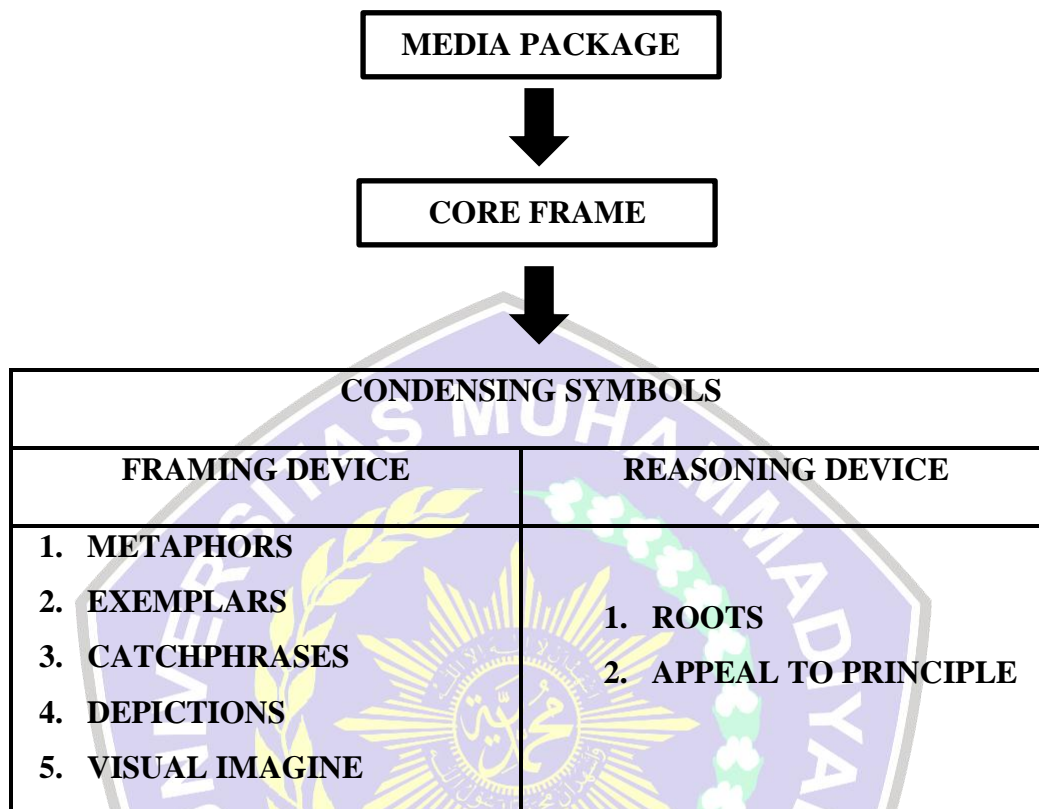 MEDIA PACKAGE
CORE FRAME
CONDENSING SYMBOLS
FRAMING DEVICE
REASONING DEVICE
1. METAPHORS
2. EXEMPLARS
3. CATCHPHRASES
4. DEPICTIONS
5. VISUAL IMAGINE
1. ROOTS
2. APPEAL TO PRINCIPLE